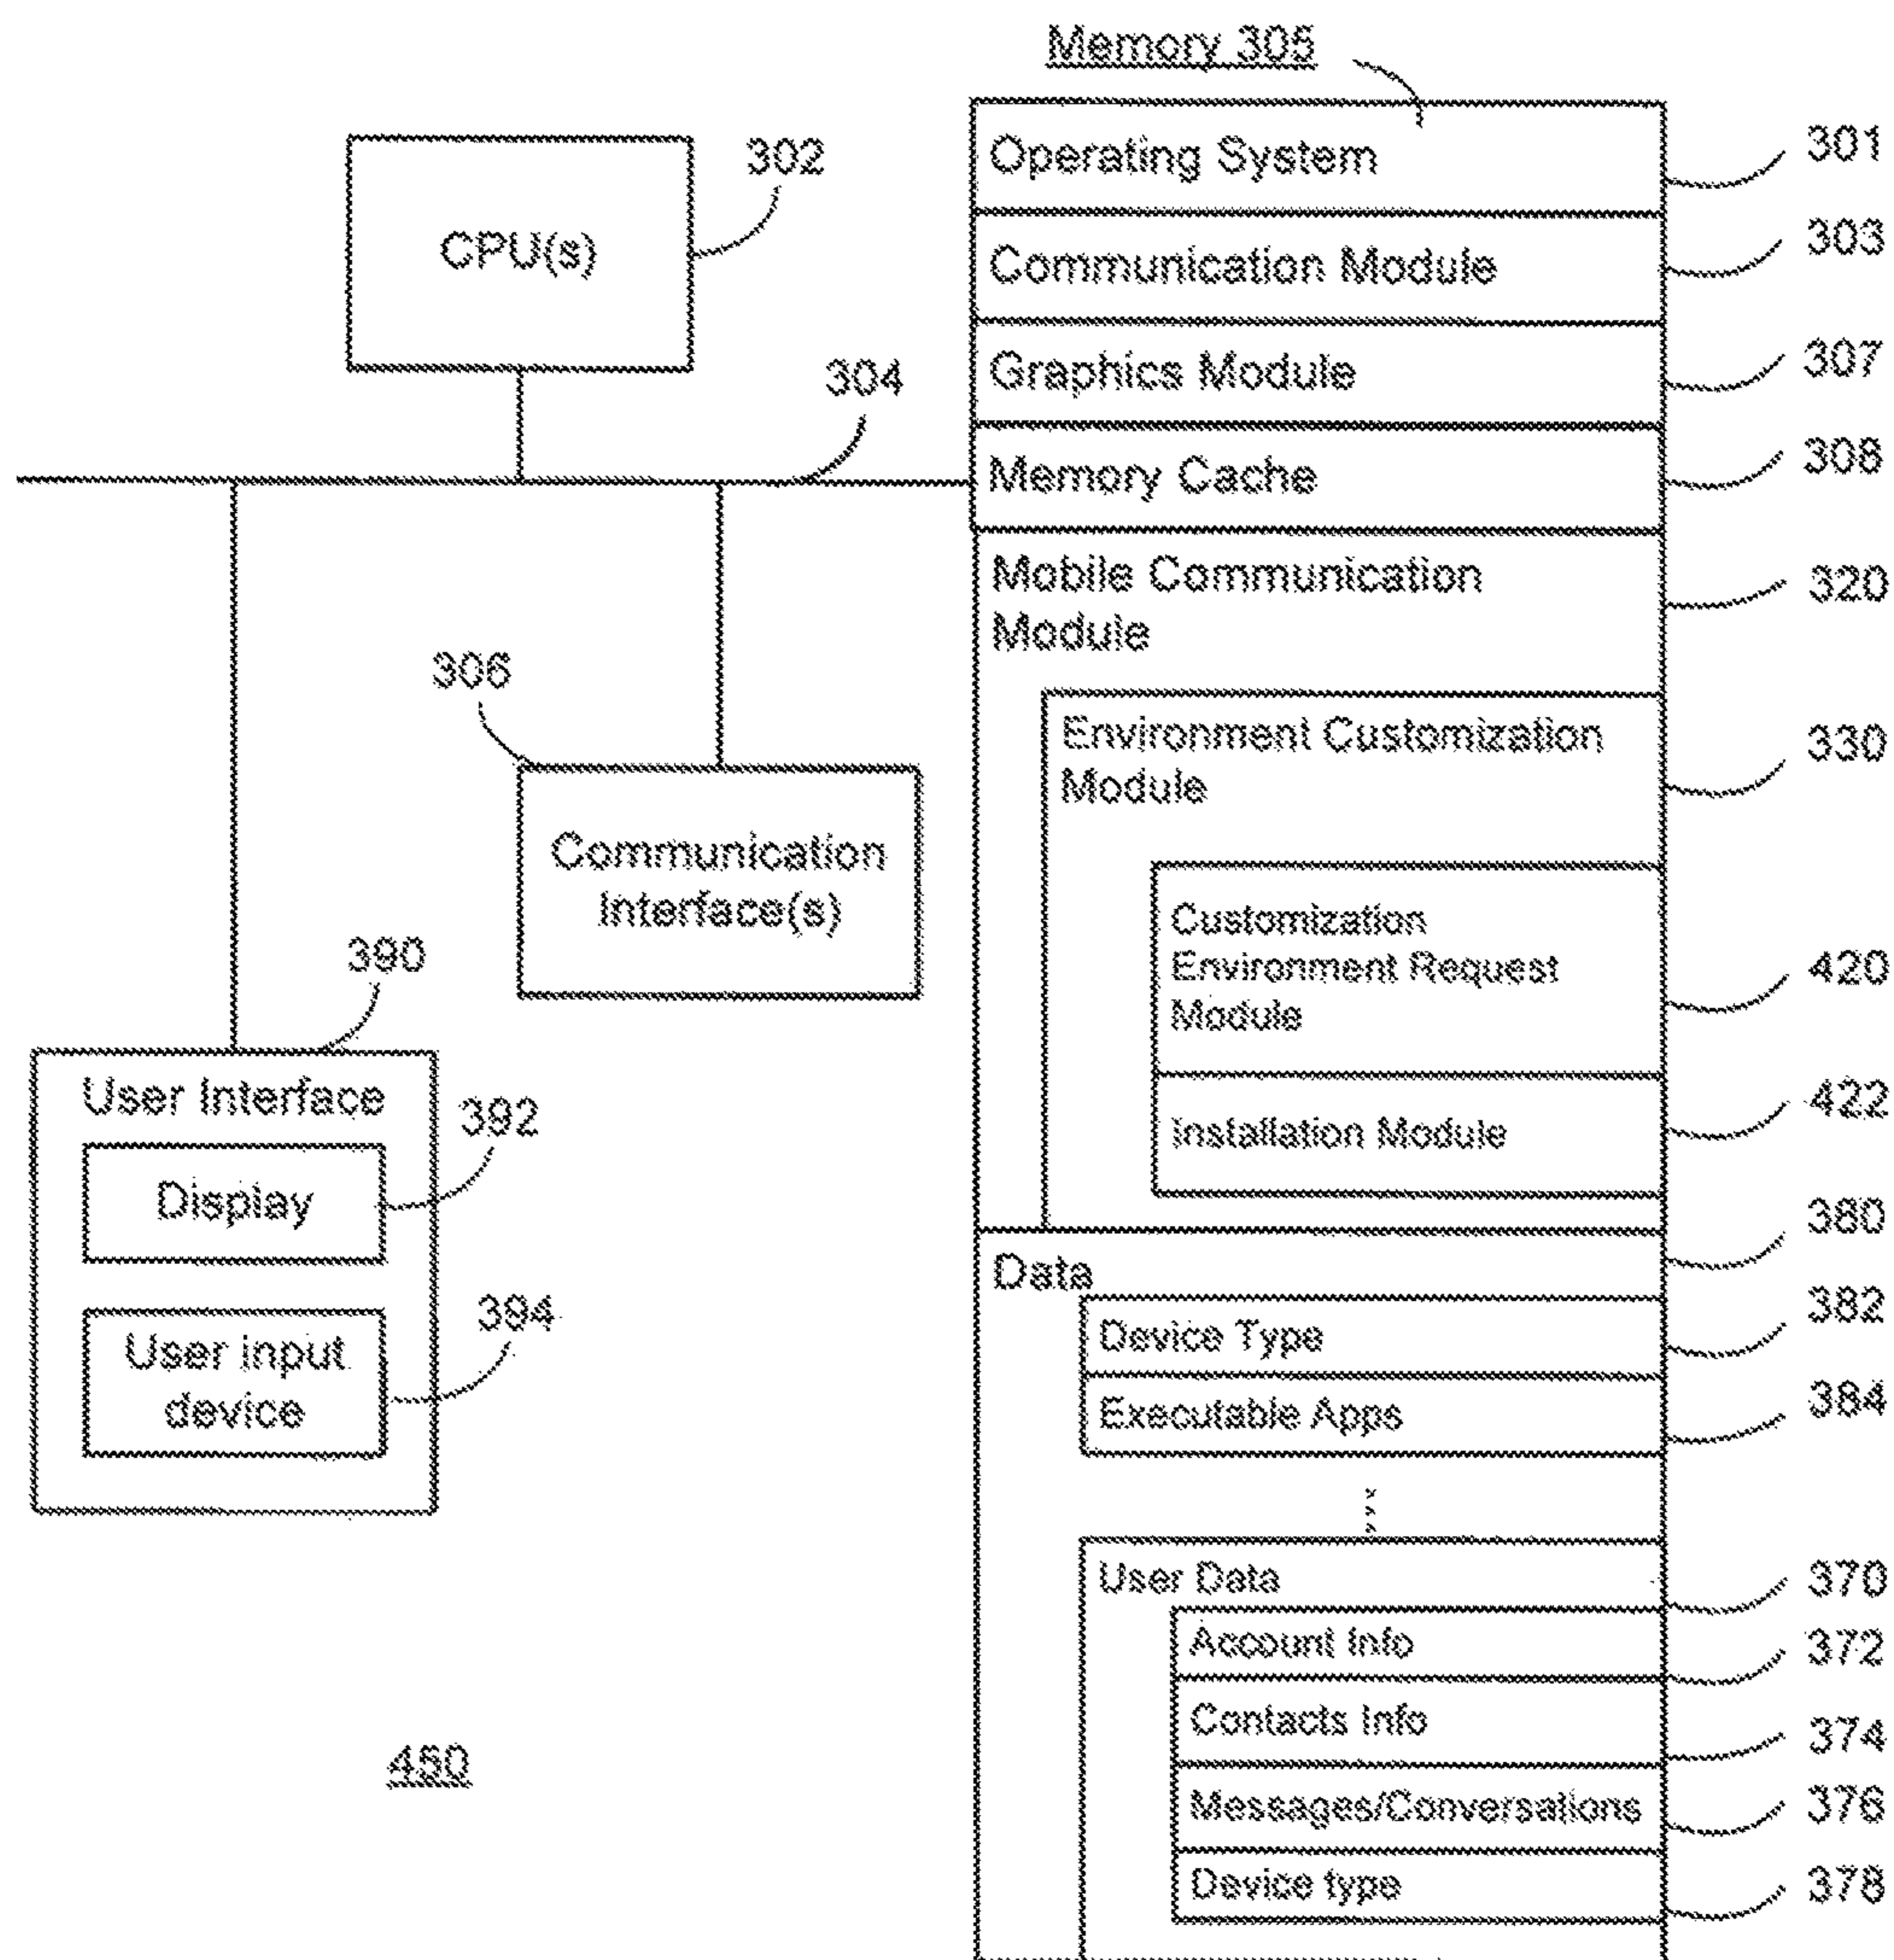 Memory 305
Operating System
301
Communication Module
303
Graphics Module
307
Memory Cache
308
Mobile Communication
Module
320
Environment Customization
Module
330
Customization
Environment Request
Module
420
Installation Module
422
Data
380
Device Type
382
Executable Apps
384
User Data
370
Account Info
372
Contacts Info
374
Messages/Conversations
376
Device type
378
CPU(s)
302
304
306
Communication
Interface(s)
390
User Interface
Display
392
User input
device
394
460